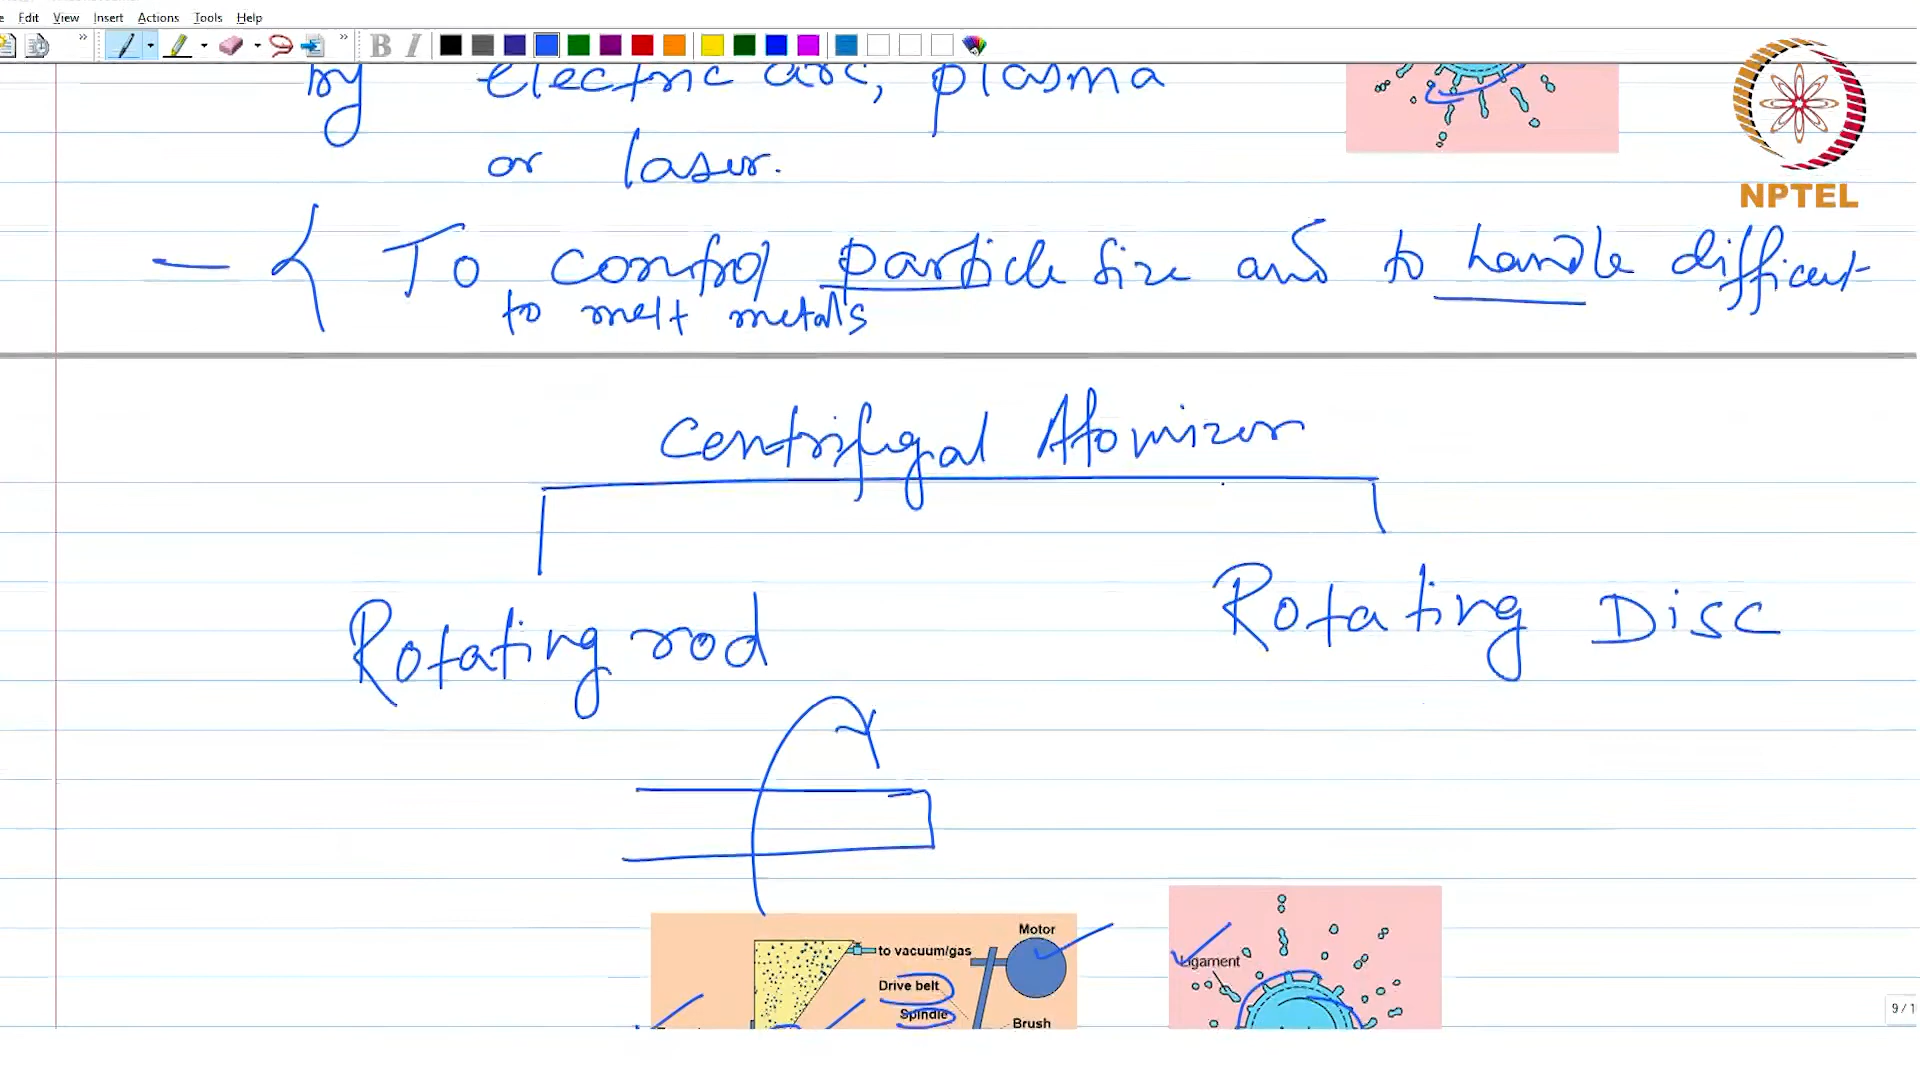 Edit View Insert Actions Tools Help
B I
by electric arc, plasma
or laser.
NPTEL
- To control particle size and to handle difficult
to melt metals
Centrifugal Atomizer
Rotating rod
Rotating Disc
Motor
to vacuum/gas
Ligament
Drive belt
Spindle
Brush
9 / 1